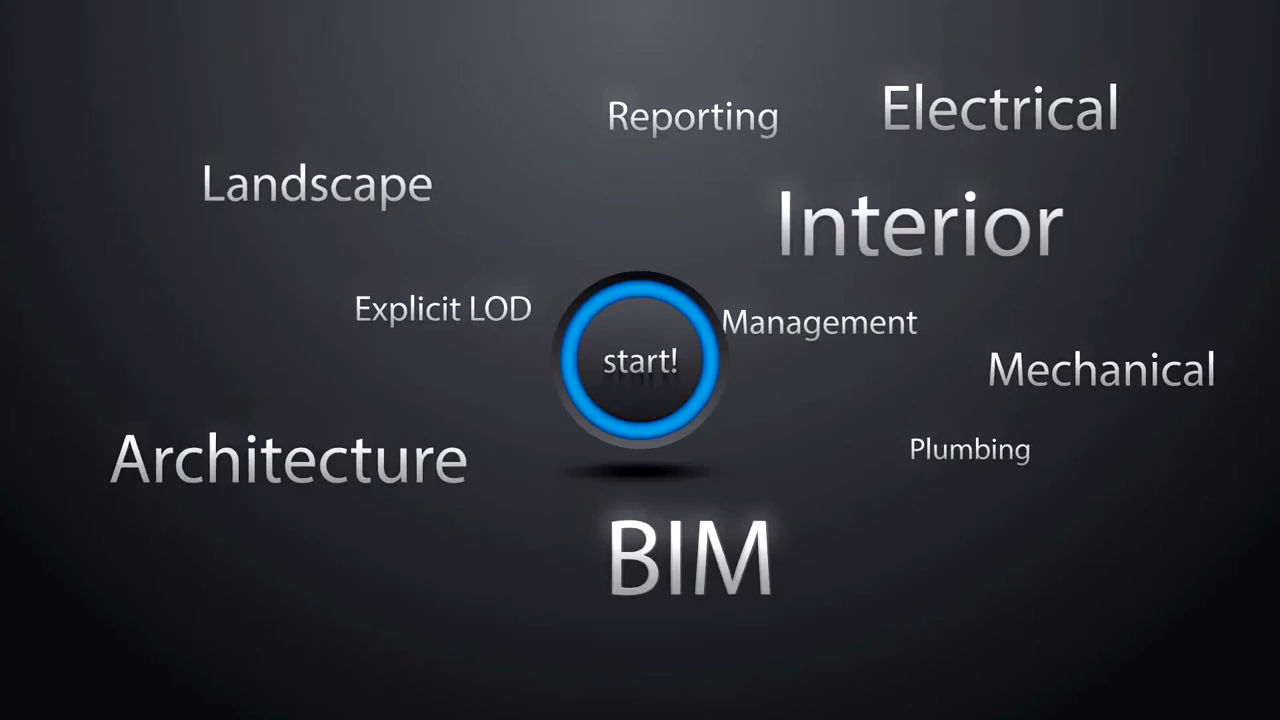 Electrical
Reporting
Landscape
Interior
Explicit LOD
Management
start!
Mechanical
Architecture
Plumbing
BIM